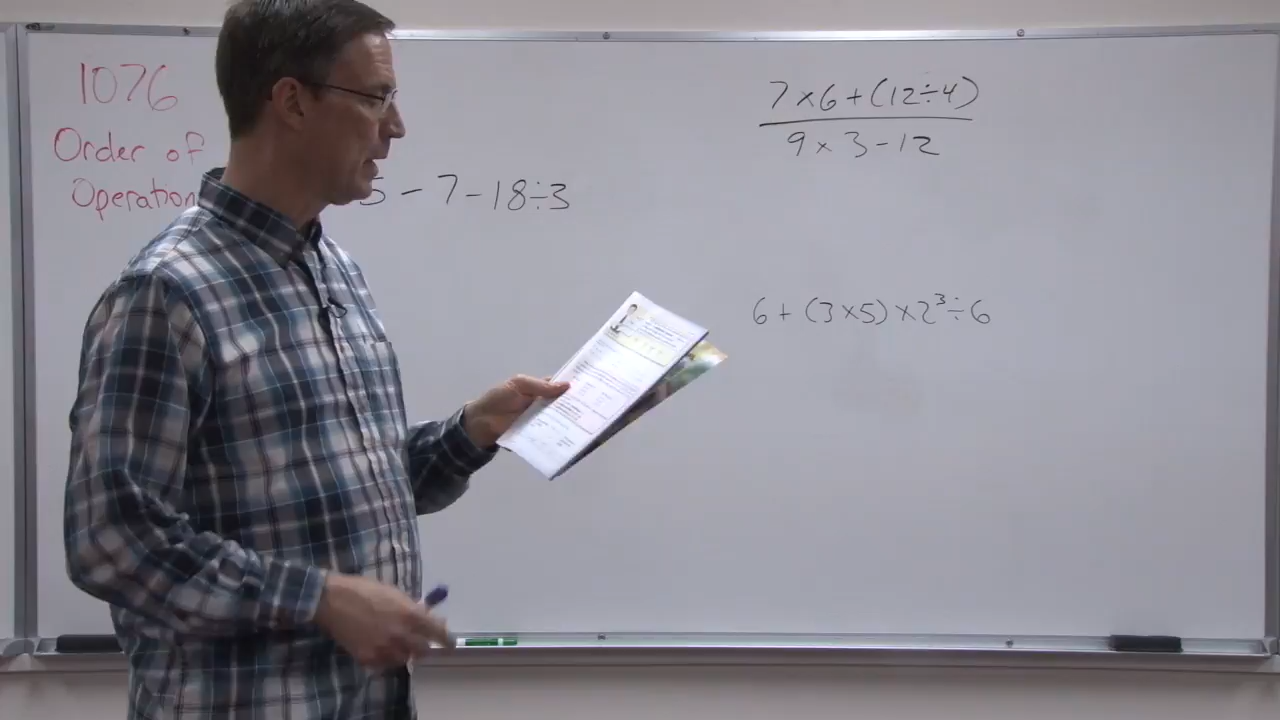 1076
Order of
Operation
5 - 7 - 18÷3
7×6+(12÷4)
9 × 3 - 12
6 + (3×5) × 2³ ÷ 6